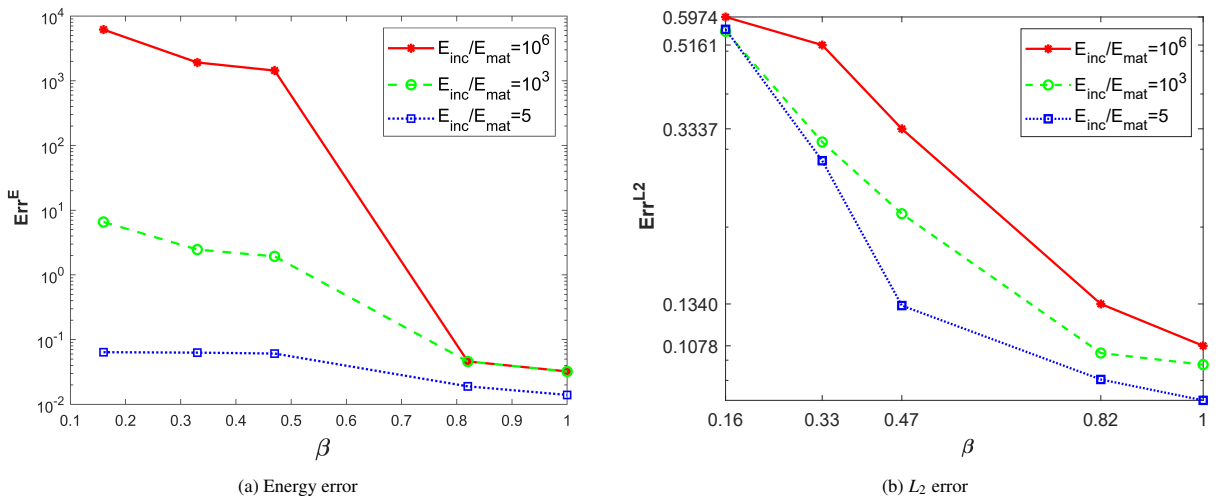 10^4
10^3
10^2
10^1
10^0
10^-1
10^-2
Err^E
E_inc/E_mat=10^6
E_inc/E_mat=10^3
E_inc/E_mat=5
0.1 0.2 0.3 0.4 0.5 0.6 0.7 0.8 0.9 1
β
(a) Energy error
0.5974
0.5161
0.3337
0.1340
0.1078
Err^L2
E_inc/E_mat=10^6
E_inc/E_mat=10^3
E_inc/E_mat=5
0.16 0.33 0.47 0.82 1
β
(b) L_2 error